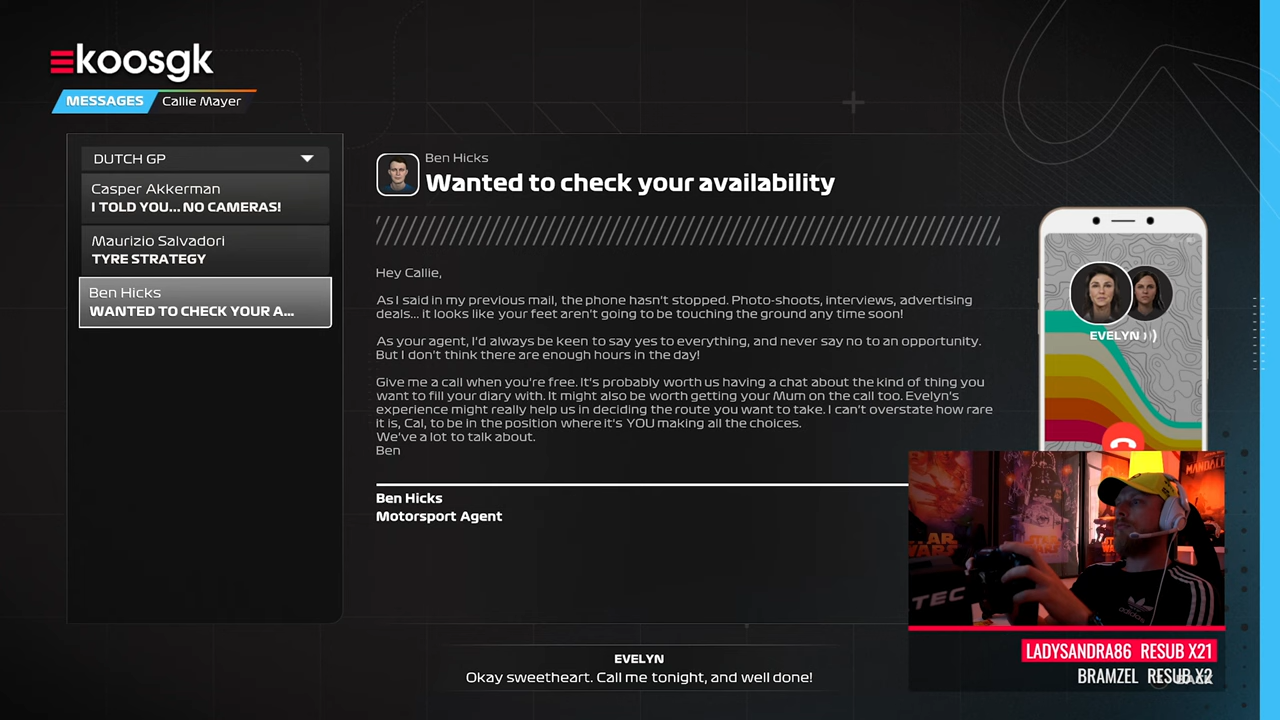 koosgk
MESSAGES Callie Mayer
DUTCH GP
Casper Akkerman
I TOLD YOU... NO CAMERAS!
Maurizio Salvadori
TYRE STRATEGY
Ben Hicks
WANTED TO CHECK YOUR A...
Ben Hicks
Wanted to check your availability
Hey Callie,
As I said in my previous mail, the phone hasn't stopped. Photo-shoots, interviews, advertising
deals... it looks like your feet aren't going to be touching the ground any time soon!
As your agent, I'd always be keen to say yes to everything, and never say no to an opportunity.
But I don't think there are enough hours in the day!
Give me a call when you're free. It's probably worth us having a chat about the kind of thing you
want to fill your diary with. It might also be worth getting your Mum on the call too. Evelyn's
experience might really help us in deciding the route you want to take. I can't overstate how rare
it is, Cal, to be in the position where it's YOU making all the choices.
We've a lot to talk about.
Ben
Ben Hicks
Motorsport Agent
EVELYN
STAR WARS
STAR WARS
MANDALO
TEC
adidas
LADYSANDRA86 RESUB X21
BRAMZEL RESUB X2
BACK
EVELYN
Okay sweetheart. Call me tonight, and well done!